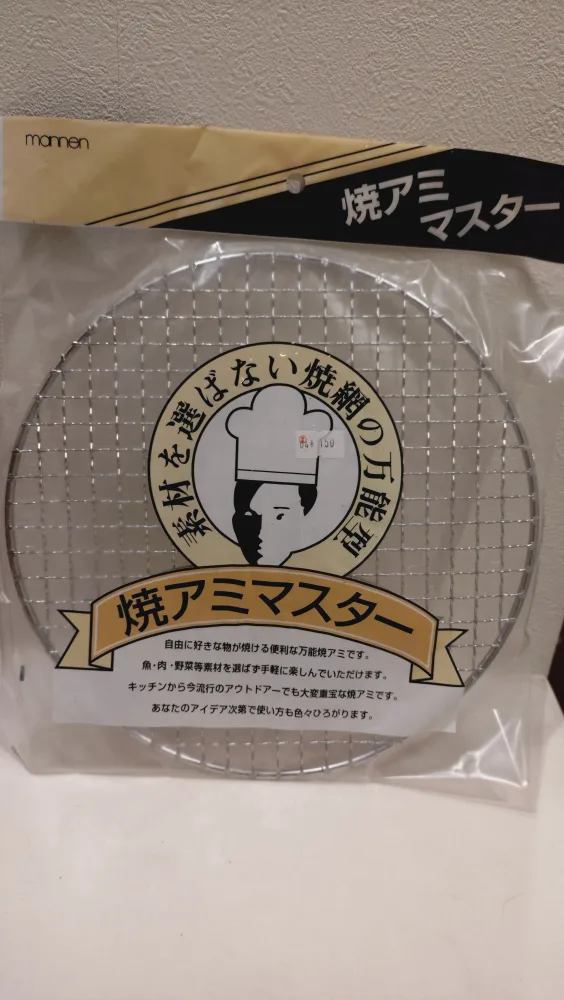 mannen
焼アミ
マスター
素材を選ばない焼網の万能型
150
焼アミマスター
自由に好きな物が焼ける便利な万能焼アミです。
魚・肉・野菜等素材を選ばず手軽に楽しんでいただけます。
キッチンから今流行のアウトドアーでも大変重宝な焼アミです。
あなたのアイデア次第で使い方も色々ひろがります。